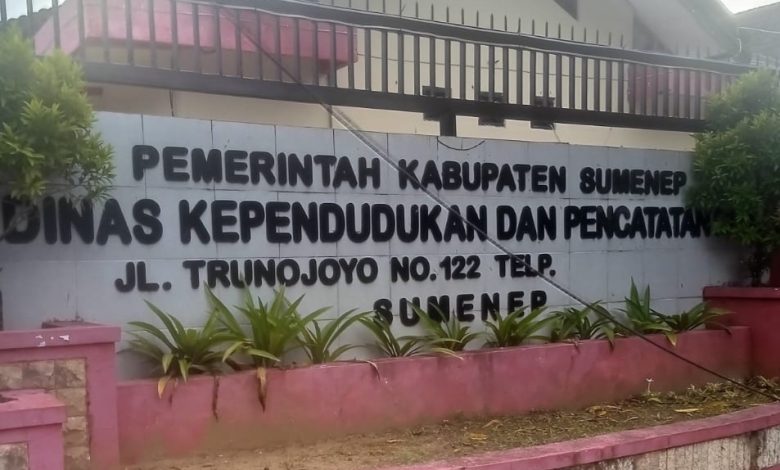 PEMERINTAH KABUPATEN SUMENEP
DINAS KEPENDUDUKAN DAN PENCATATAN
JL. TRUNOJOYO NO.122 TELP.
SUMENEP